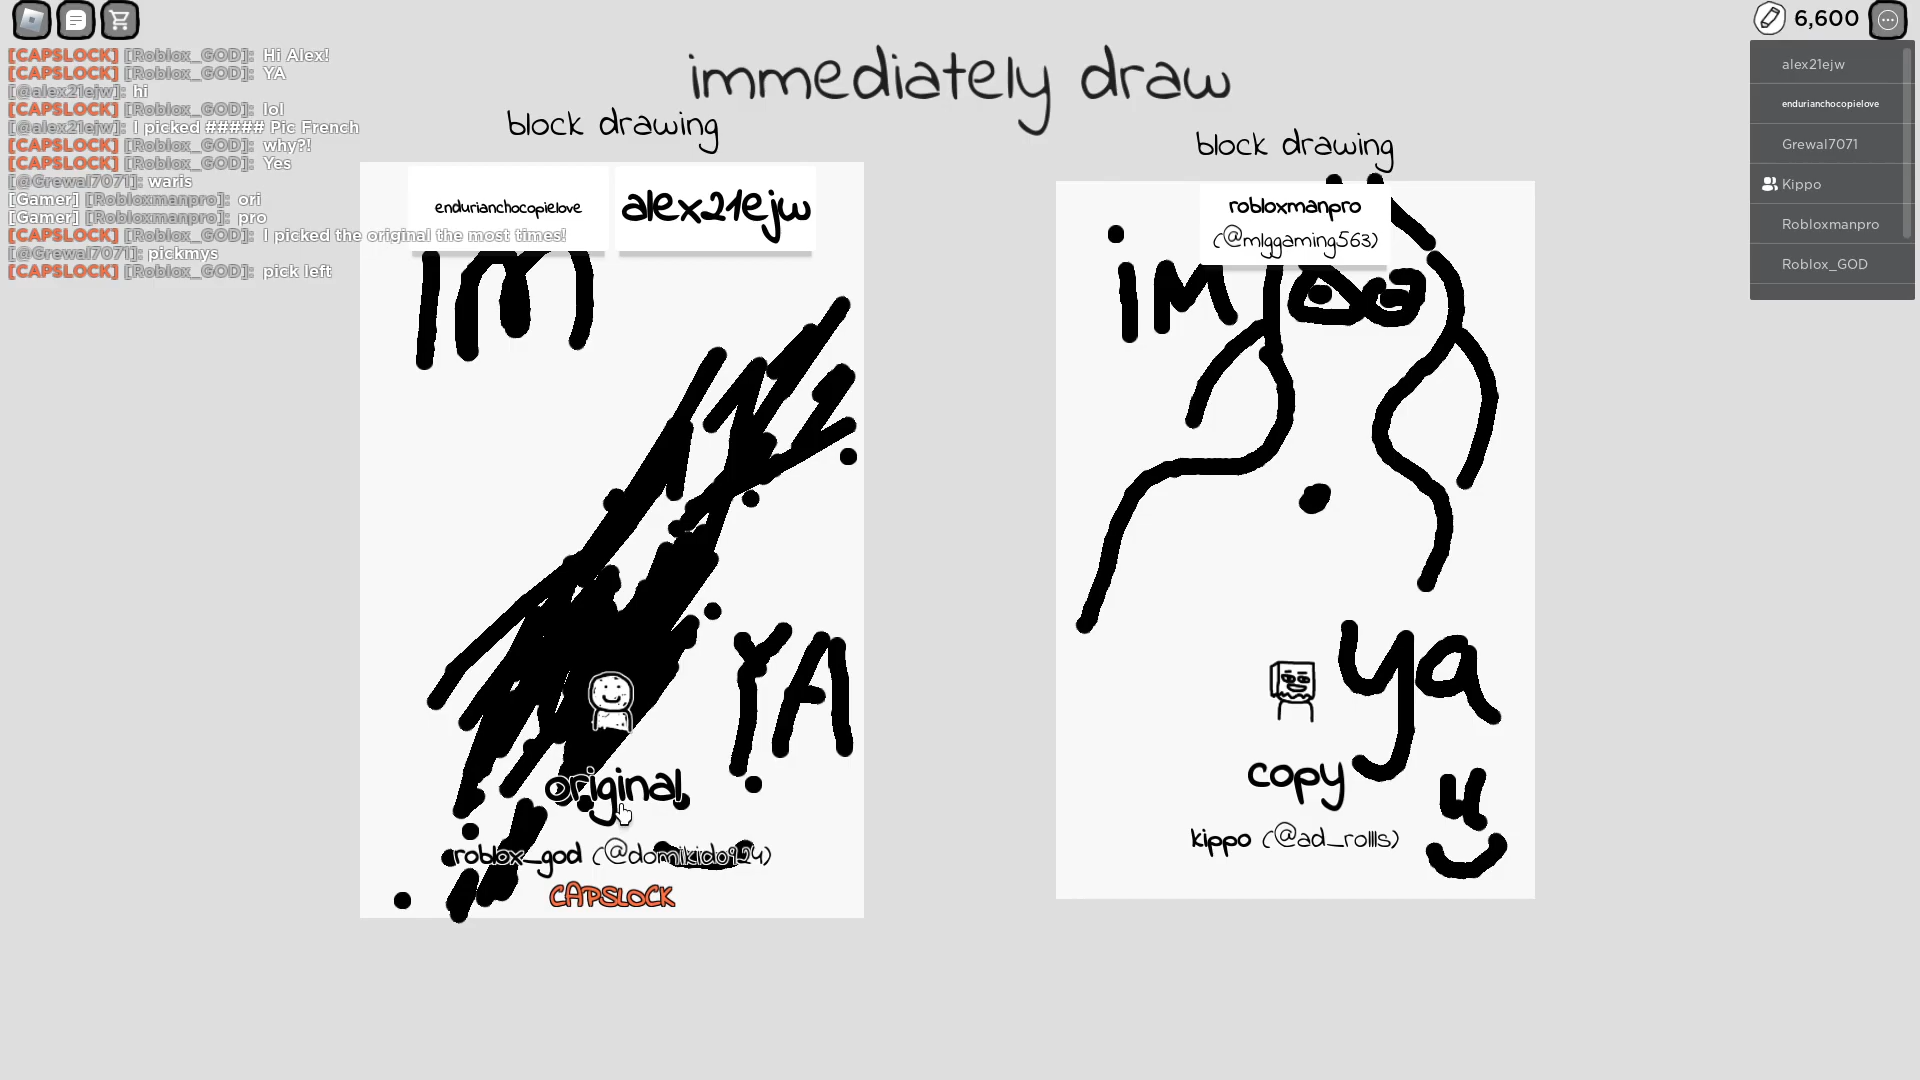 6,600
[CAPSLOCK] [Roblox_GOD]: Hi Alex!
[CAPSLOCK] [Roblox_GOD]: YA
[@alex21ejw]: hi
[CAPSLOCK] [Roblox_GOD]: lol
[@alex21ejw]: I picked ##### Pic French
[CAPSLOCK] [Roblox_GOD]: why?!
[CAPSLOCK] [Roblox_GOD]: Yes
[@Grewal7071]: waris
[Gamer] [Robloxmanpro]: ori
[Gamer] [Robloxmanpro]: pro
[CAPSLOCK] [Roblox_GOD]: I picked the original the most times!
[@Grewal7071]: pickmys
[CAPSLOCK] [Roblox_GOD]: pick left
immediately draw
block drawing
endurianchocopielove
alex21ejw
im
YA
original
roblox_god (@domikido924)
CAPSLOCK
block drawing
robloxmanpro
(@mlggaming563)
iM
ya
copy
kippo (@ad_rollls)
alex21ejw
endurianchocopielove
Grewal7071
Kippo
Robloxmanpro
Roblox_GOD